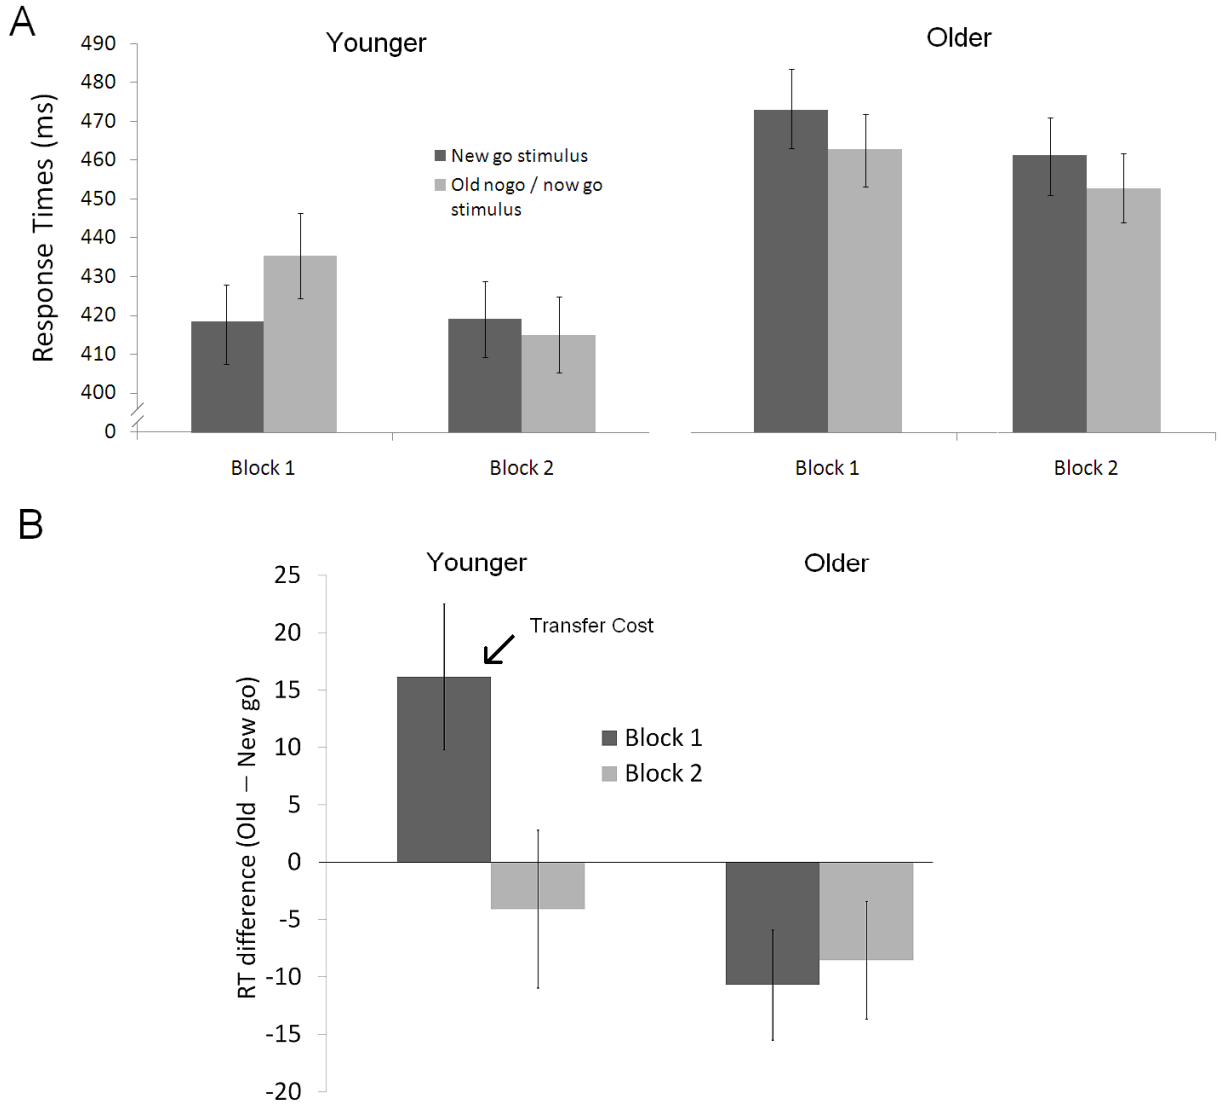 A
Younger
Older
490
480
470
460
450
440
430
420
410
400
0
Response Times (ms)
New go stimulus
Old nogo / now go
stimulus
Block 1
Block 2
Block 1
Block 2
B
Younger
Older
25
20
15
10
5
0
-5
-10
-15
-20
RT difference (Old – New go)
Transfer Cost
Block 1
Block 2